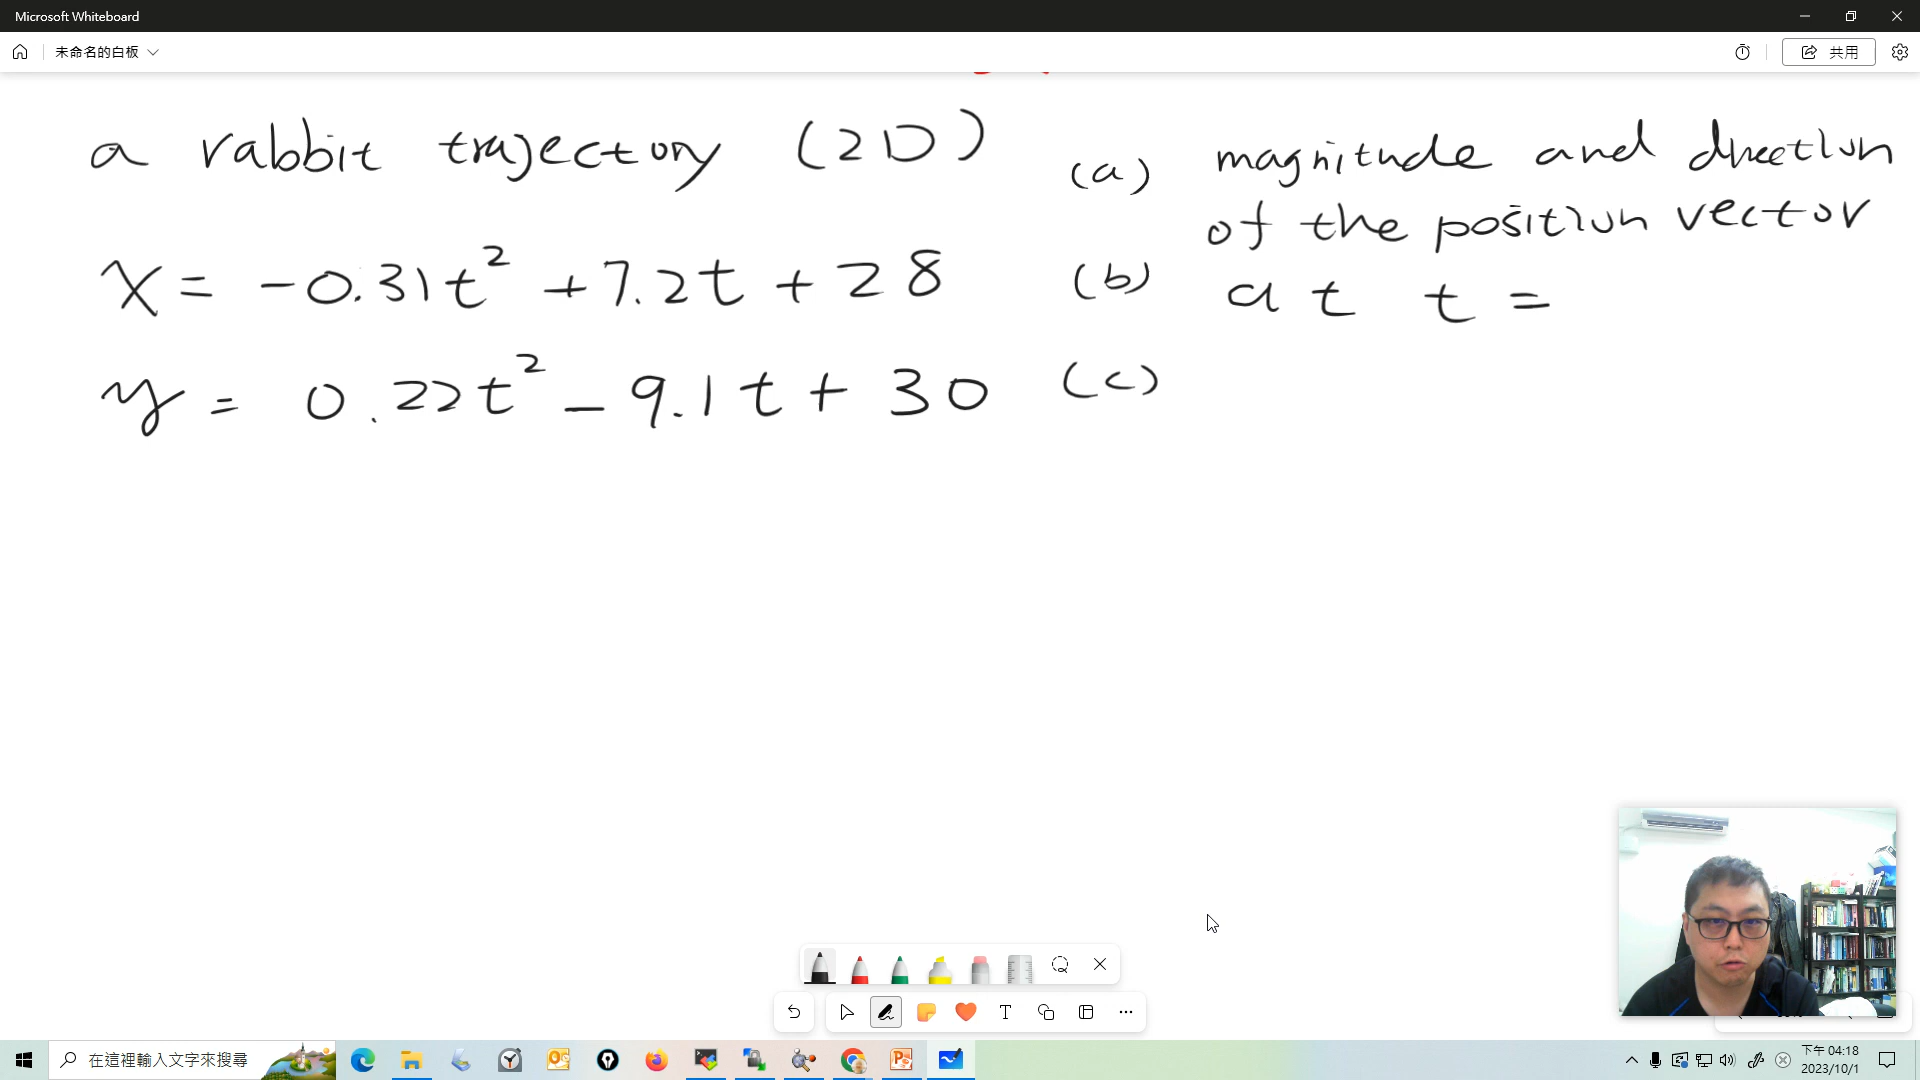 Microsoft Whiteboard
未命名的白板
共用
a rabbit trajectory (2D)
x = -0.31t² + 7.2t + 28
y = 0.22t² - 9.1t + 30
(a) magnitude and direction
of the position vector
(b) at t =
(c)
T
在這裡輸入文字來搜尋
下午 04:18
2023/10/1